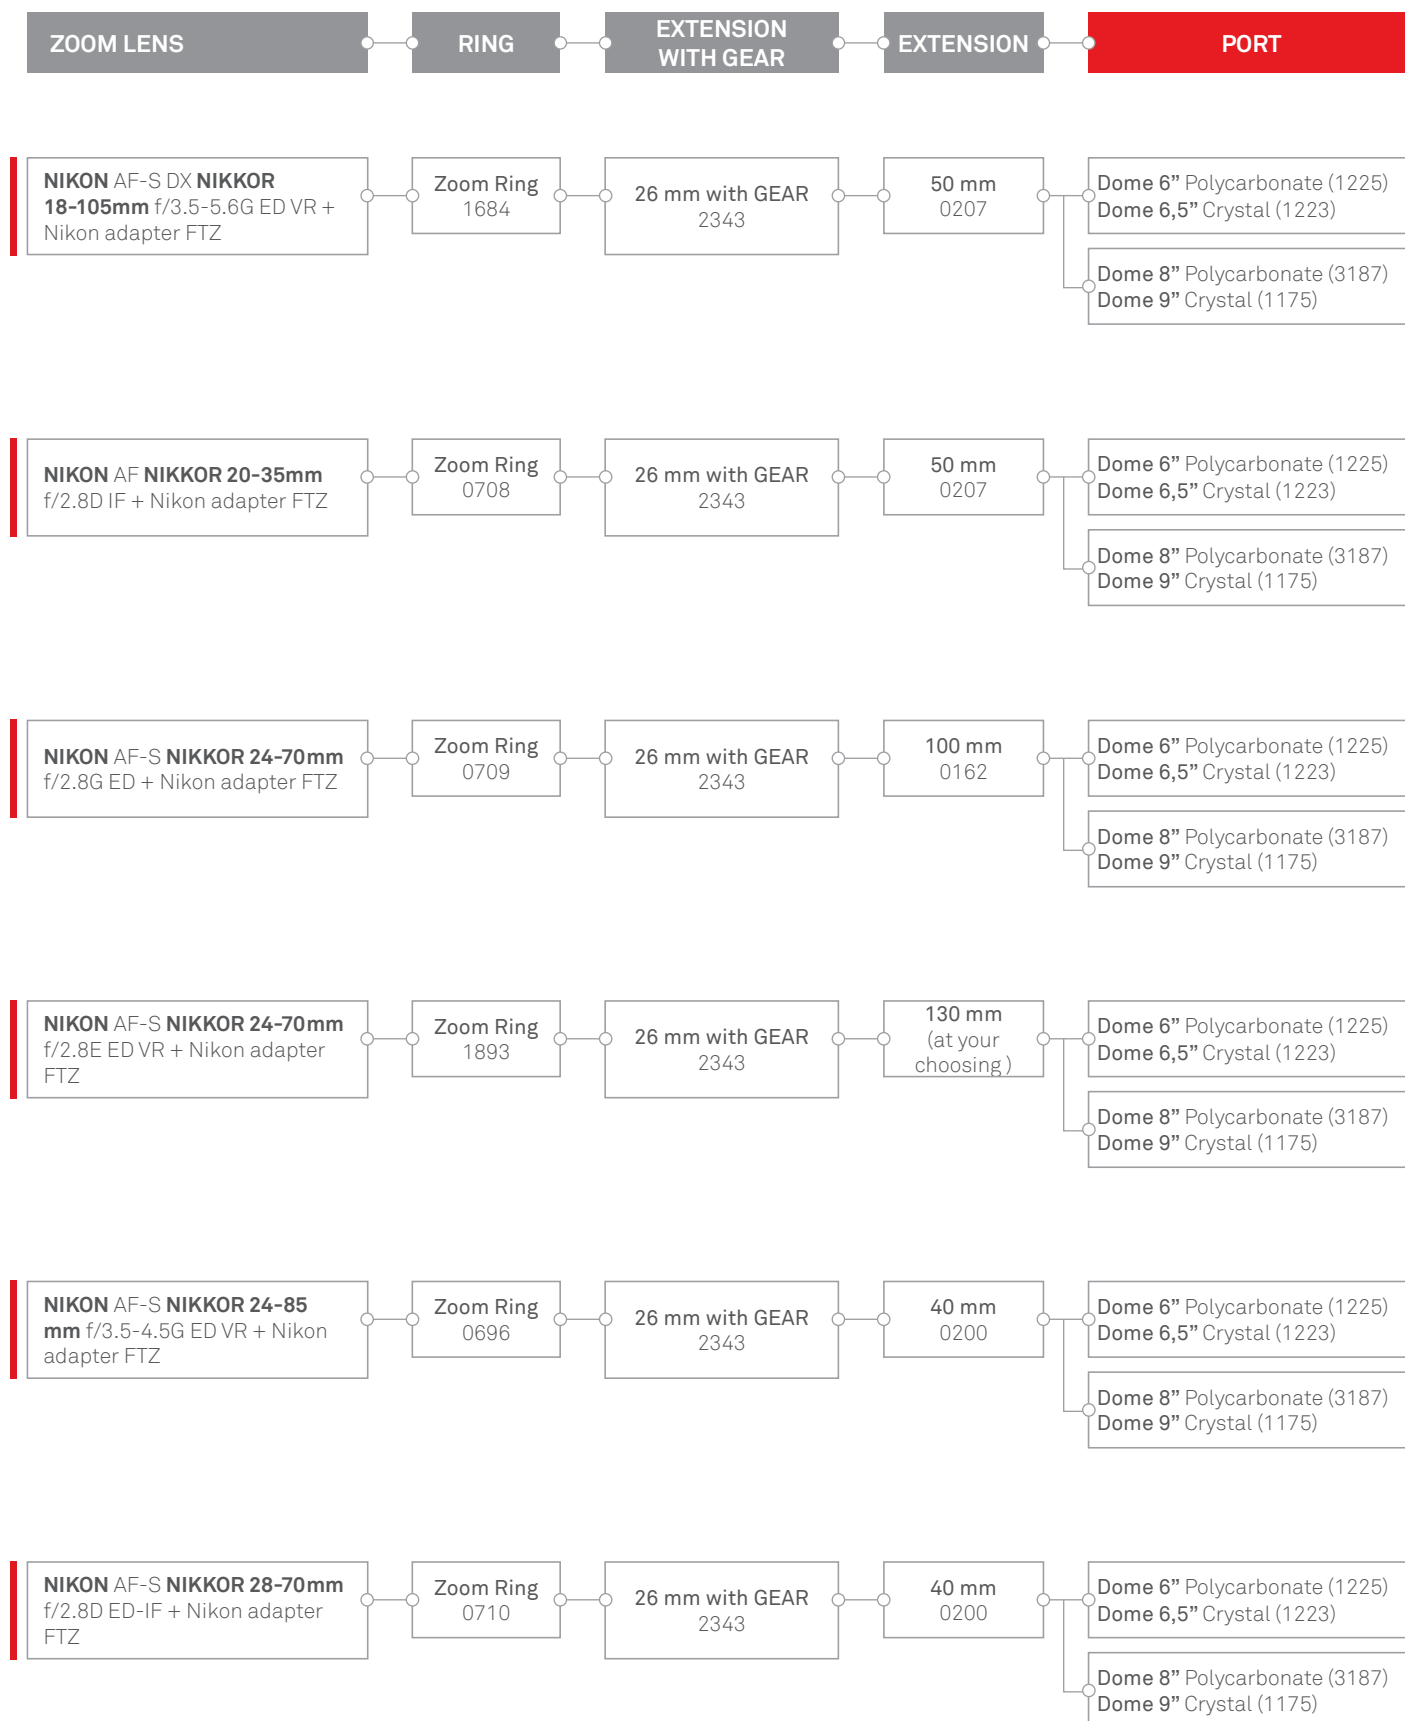 ZOOM LENS
RING
EXTENSION
WITH GEAR
EXTENSION
PORT
NIKON AF-S DX NIKKOR
18-105mm f/3.5-5.6G ED VR +
Nikon adapter FTZ
Zoom Ring
1684
26 mm with GEAR
2343
50 mm
0207
Dome 6” Polycarbonate (1225)
Dome 6,5” Crystal (1223)
Dome 8” Polycarbonate (3187)
Dome 9” Crystal (1175)
NIKON AF NIKKOR 20-35mm
f/2.8D IF + Nikon adapter FTZ
Zoom Ring
0708
26 mm with GEAR
2343
50 mm
0207
Dome 6” Polycarbonate (1225)
Dome 6,5” Crystal (1223)
Dome 8” Polycarbonate (3187)
Dome 9” Crystal (1175)
NIKON AF-S NIKKOR 24-70mm
f/2.8G ED + Nikon adapter FTZ
Zoom Ring
0709
26 mm with GEAR
2343
100 mm
0162
Dome 6” Polycarbonate (1225)
Dome 6,5” Crystal (1223)
Dome 8” Polycarbonate (3187)
Dome 9” Crystal (1175)
NIKON AF-S NIKKOR 24-70mm
f/2.8E ED VR + Nikon adapter
FTZ
Zoom Ring
1893
26 mm with GEAR
2343
130 mm
(at your
choosing )
Dome 6” Polycarbonate (1225)
Dome 6,5” Crystal (1223)
Dome 8” Polycarbonate (3187)
Dome 9” Crystal (1175)
NIKON AF-S NIKKOR 24-85
mm f/3.5-4.5G ED VR + Nikon
adapter FTZ
Zoom Ring
0696
26 mm with GEAR
2343
40 mm
0200
Dome 6” Polycarbonate (1225)
Dome 6,5” Crystal (1223)
Dome 8” Polycarbonate (3187)
Dome 9” Crystal (1175)
NIKON AF-S NIKKOR 28-70mm
f/2.8D ED-IF + Nikon adapter
FTZ
Zoom Ring
0710
26 mm with GEAR
2343
40 mm
0200
Dome 6” Polycarbonate (1225)
Dome 6,5” Crystal (1223)
Dome 8” Polycarbonate (3187)
Dome 9” Crystal (1175)